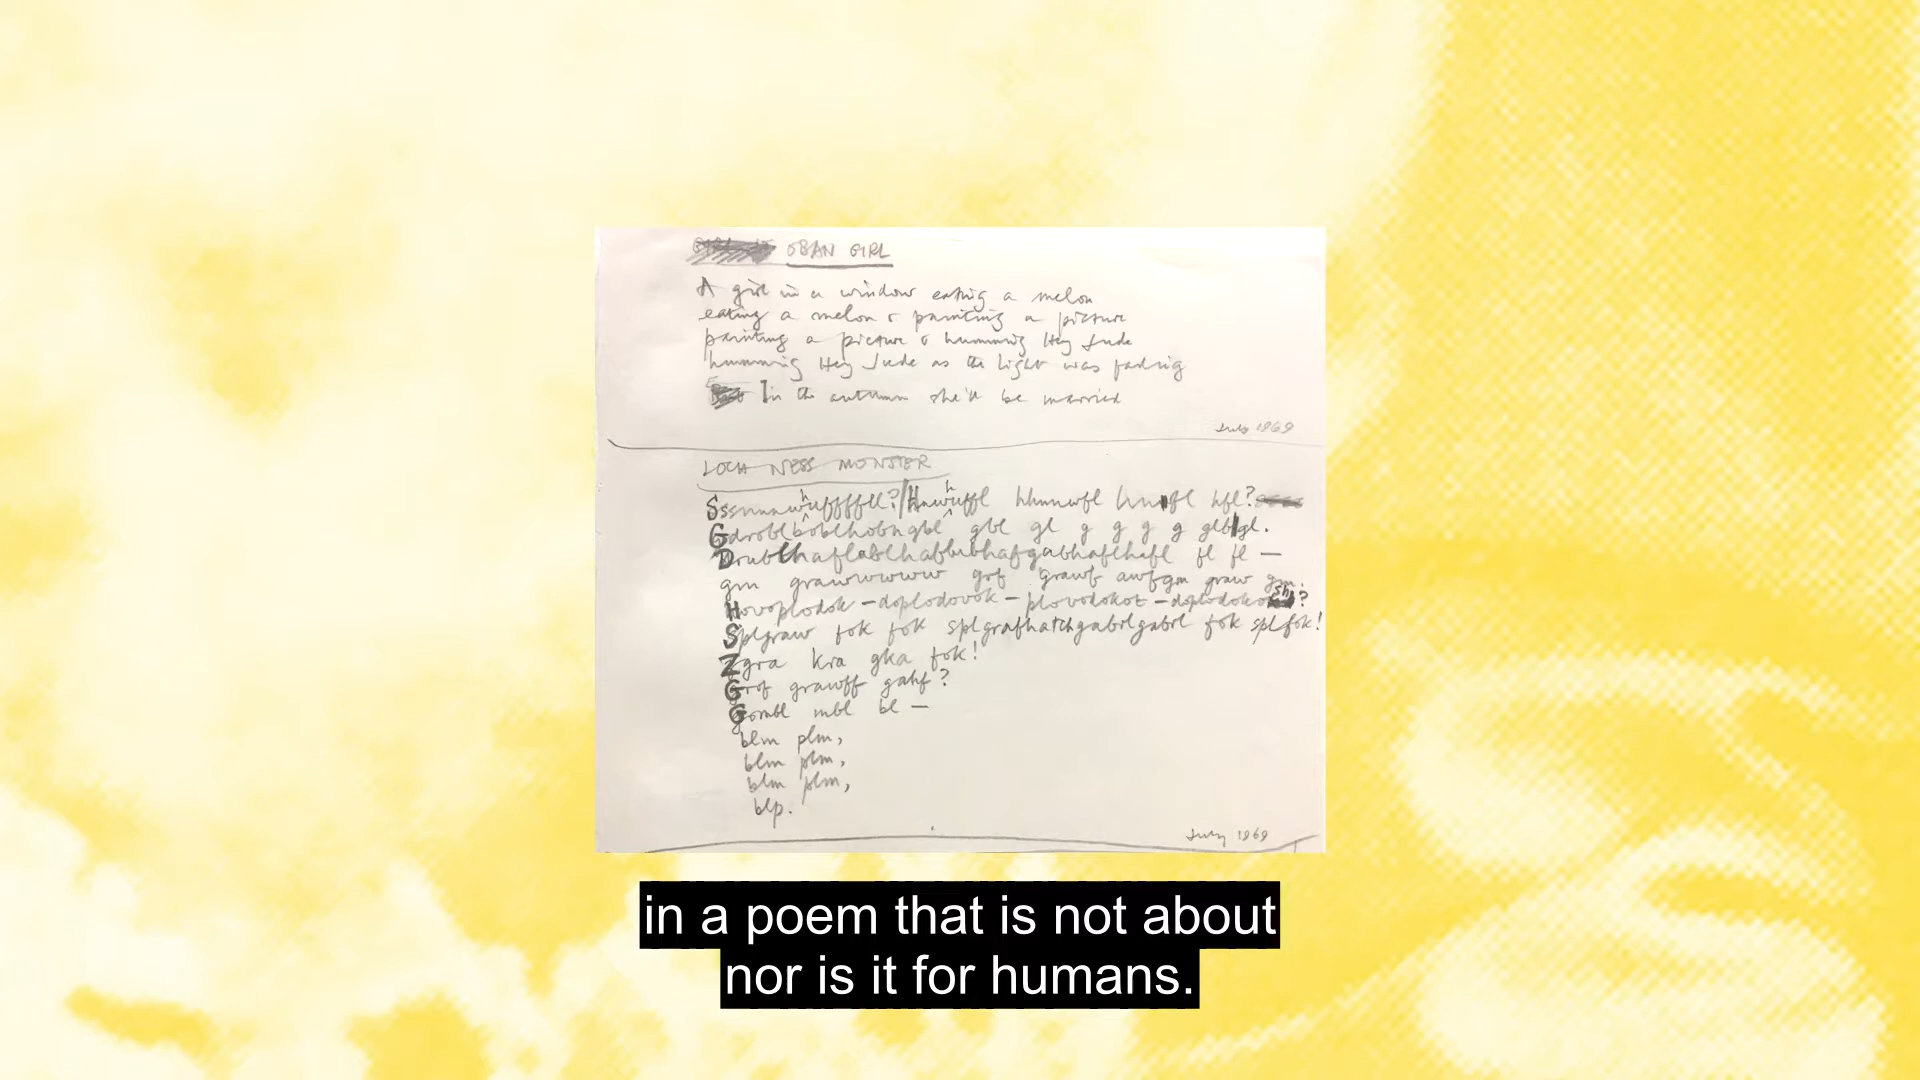 OBAN GIRL
A girl in a window eating a melon
eating a melon & painting a picture
painting a picture & humming Hey Jude
humming Hey Jude as the light was fading
In the autumn she'll be married
July 1969
LOCH NESS MONSTER
Sssnnnwhuffffll? Hnwhuffl hhnnwfl hnfl hfl?
Gdroblboblhobngbl gbl gl g g g g glbgl.
Drublhaflablhaflubhafgabhaflhafl fl fl —
gm grawwwwww grf grawf awfgm graw gm.
Hovoplodok - doplodovok - plovodokot - doplodokosh?
Splgraw fok fok splgrafhatchgabrlgabrl fok splfok!
Zgra kra gka fok!
Grof grawff gahf?
Gombl mbl bl —
blm plm,
blm plm,
blm plm,
blp.
July 1969
in a poem that is not about
nor is it for humans.